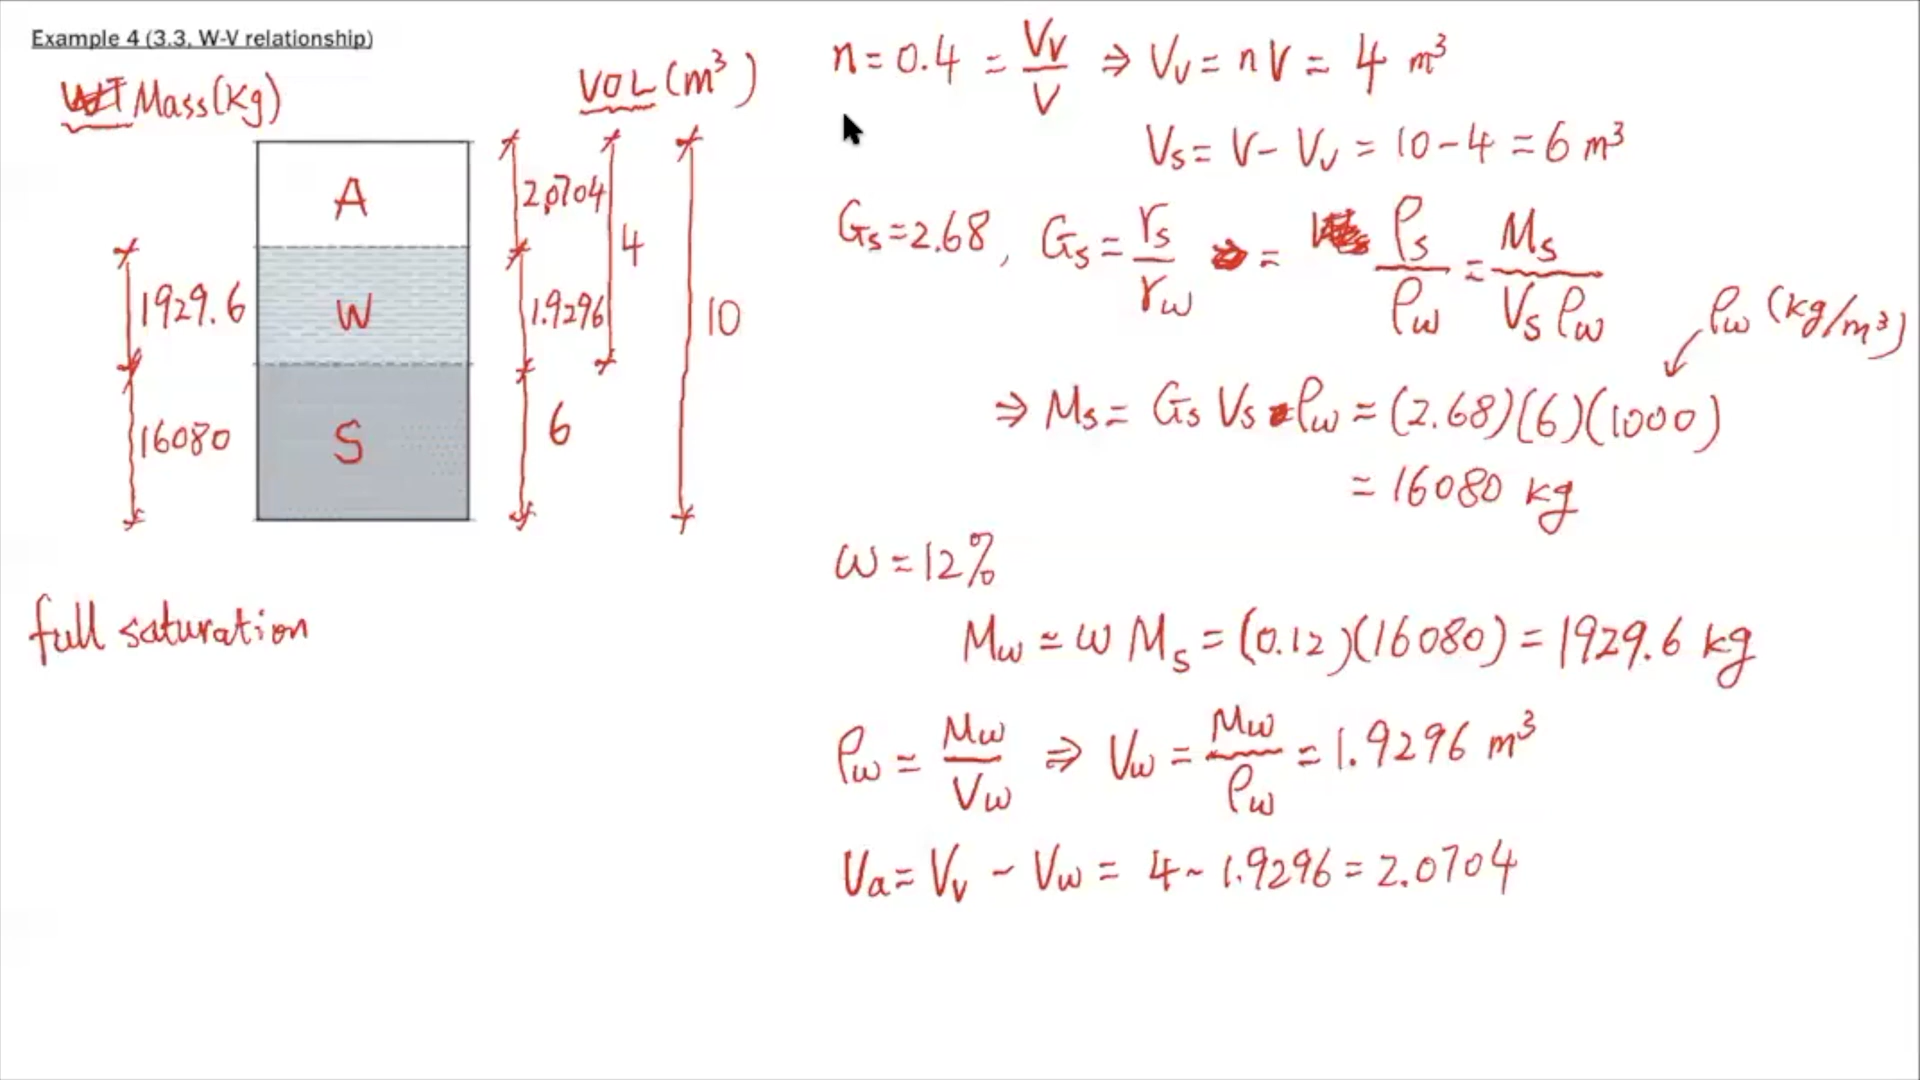 Example 4 (3.3, W-V relationship)
Mass(kg)
VOL(m³)
A
W
S
1929.6
16080
2.0704
1.9296
6
4
10
full saturation
n = 0.4 = Vv/V ⇒ Vv = nV = 4 m³
Vs = V - Vv = 10 - 4 = 6 m³
Gs = 2.68, Gs = rs/rw = ρs/ρw = Ms/(Vs ρw)
ρw (kg/m³)
⇒ Ms = Gs Vs ρw = (2.68)(6)(1000)
= 16080 kg
ω = 12%
Mw = ω Ms = (0.12)(16080) = 1929.6 kg
ρw = Mw/Vw ⇒ Vw = Mw/ρw = 1.9296 m³
Va = Vv - Vw = 4 - 1.9296 = 2.0704